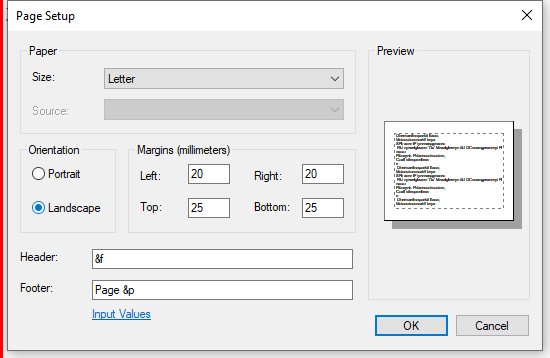 Page Setup
Paper
Size:
Letter
Source:
Orientation
Portrait
Landscape
Margins (millimeters)
Left: 20 Right: 20
Top: 25 Bottom: 25
Preview
Header: &f
Footer: Page &p
Input Values
OK Cancel